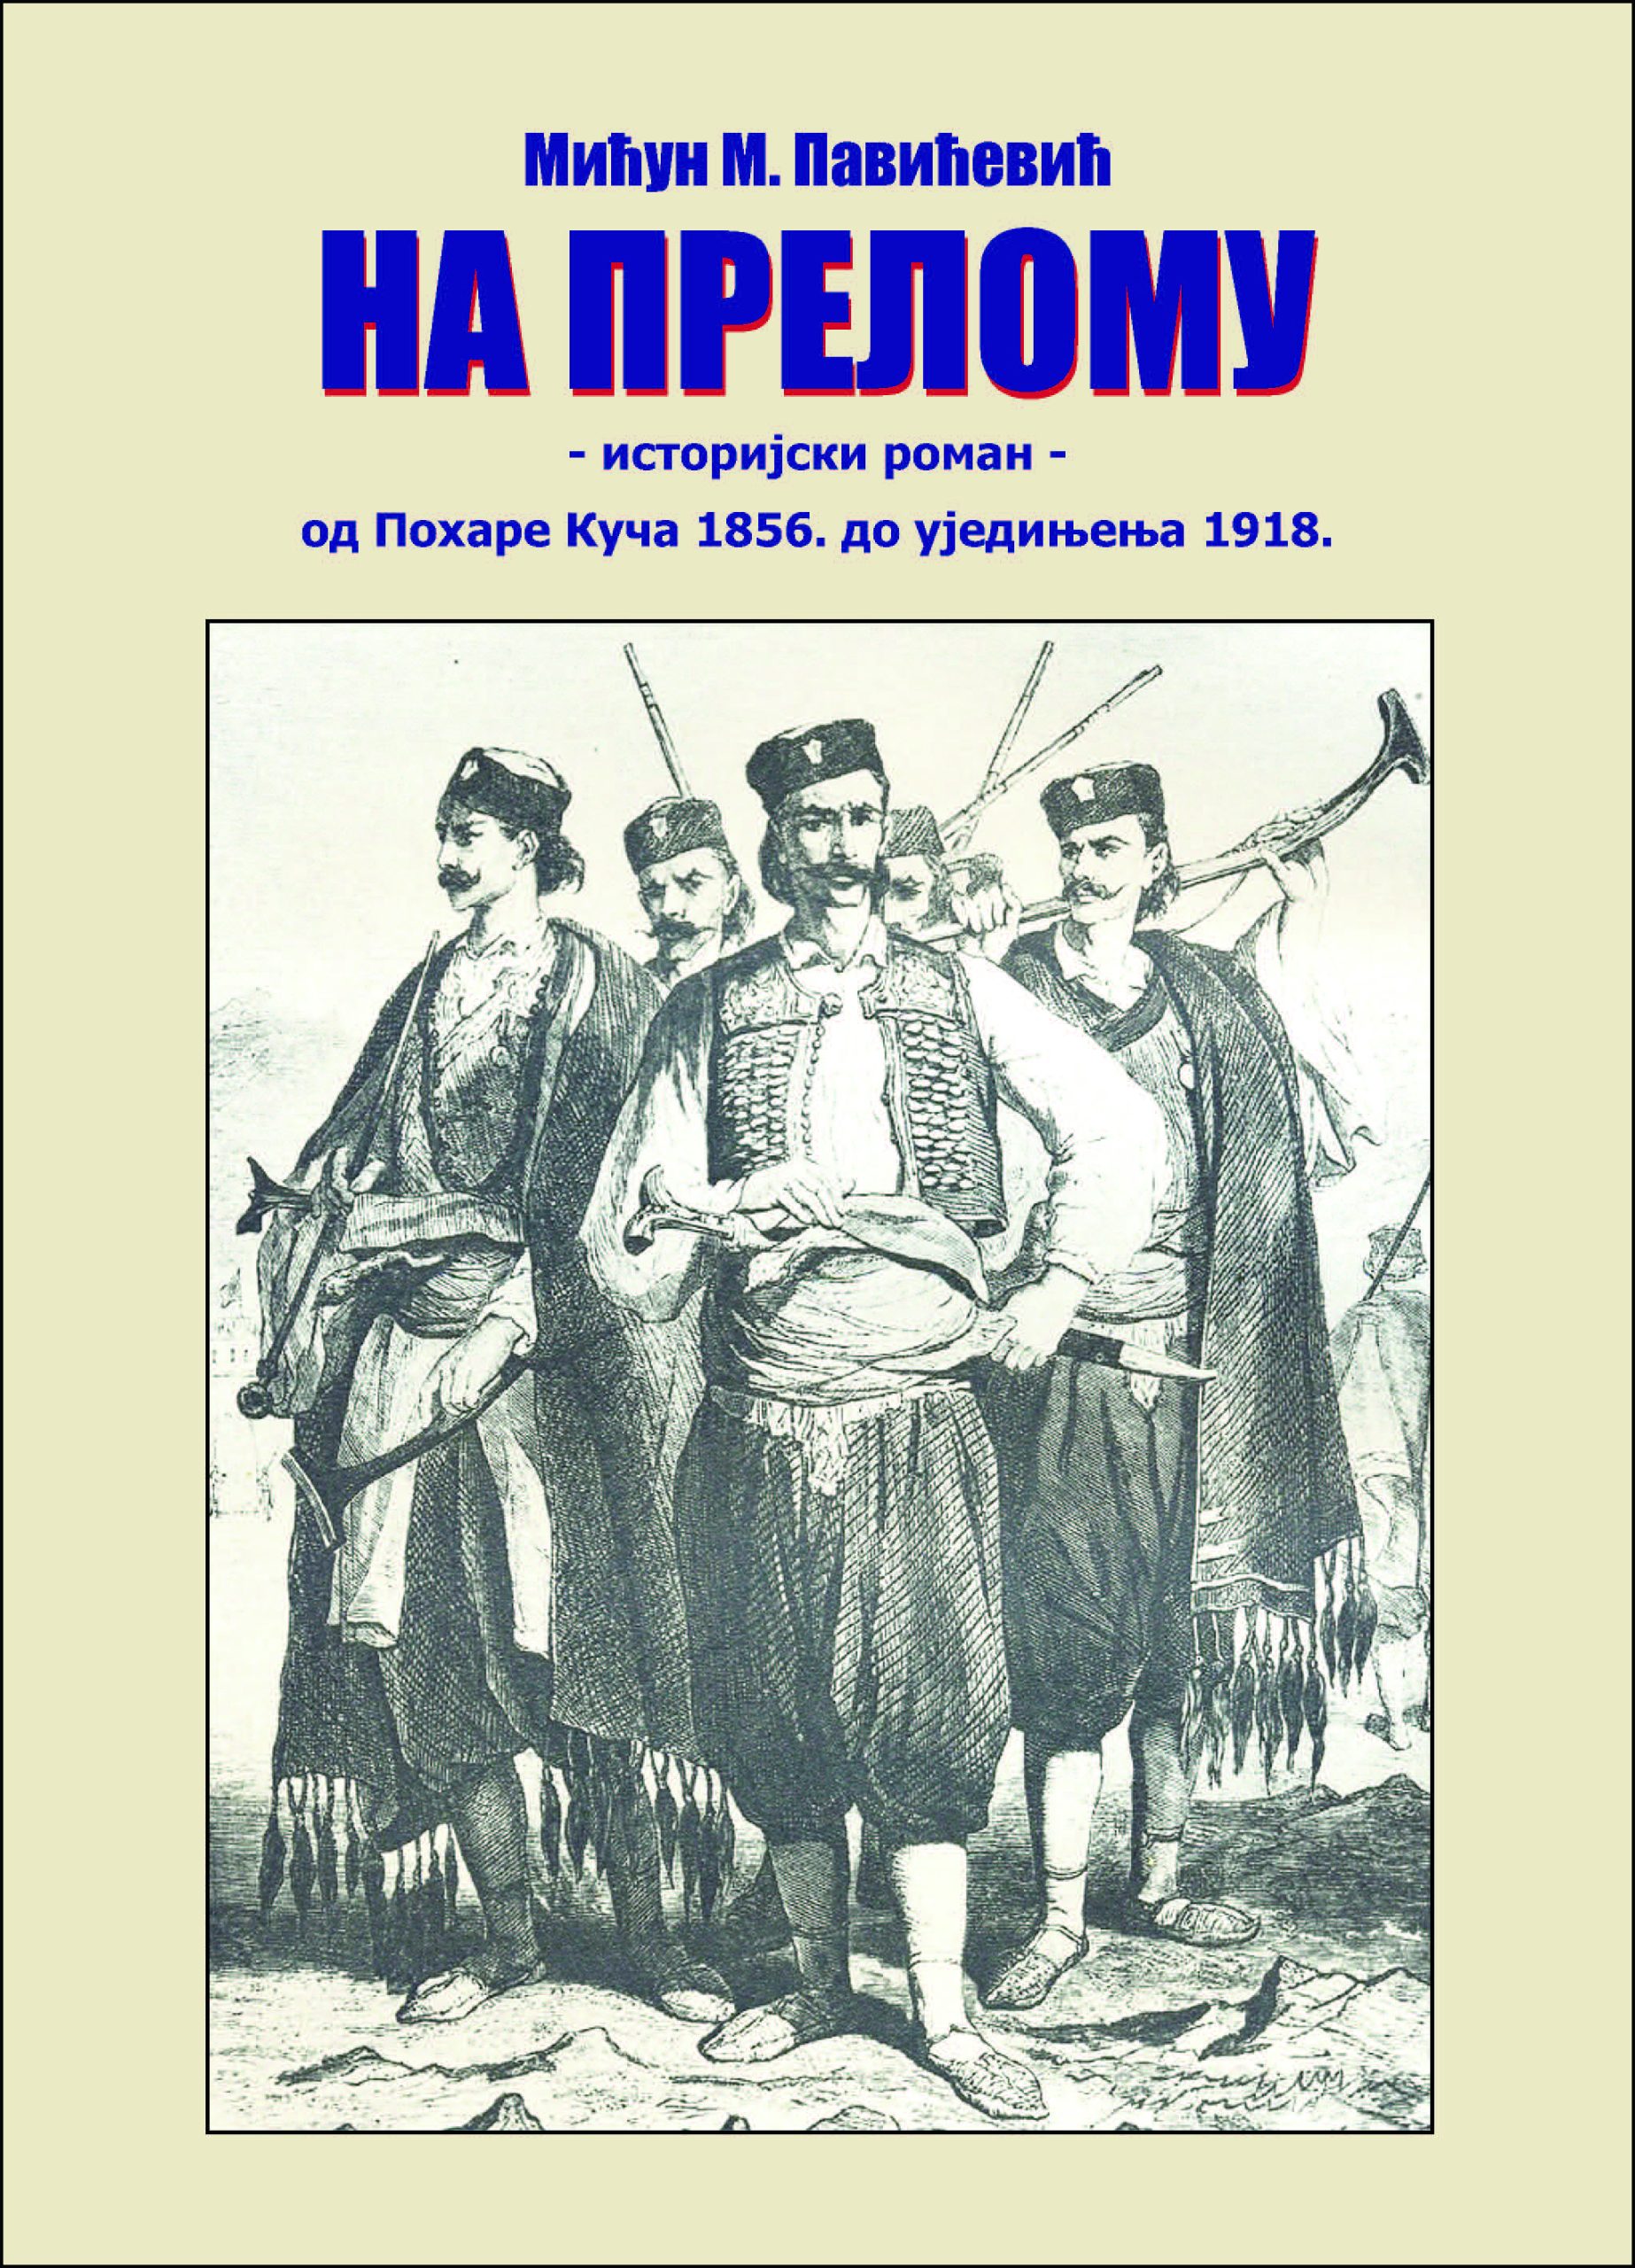 Мићун М. Павићевић
НА ПРЕЛОМУ
- историјски роман -
од Похаре Куча 1856. до уједињења 1918.